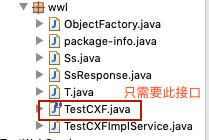 wwl
ObjectFactory.java
package-info.java
Ss.java
SsResponse.java
T.java
只需要此接口
TestCXF.java
TestCXFImplService.java